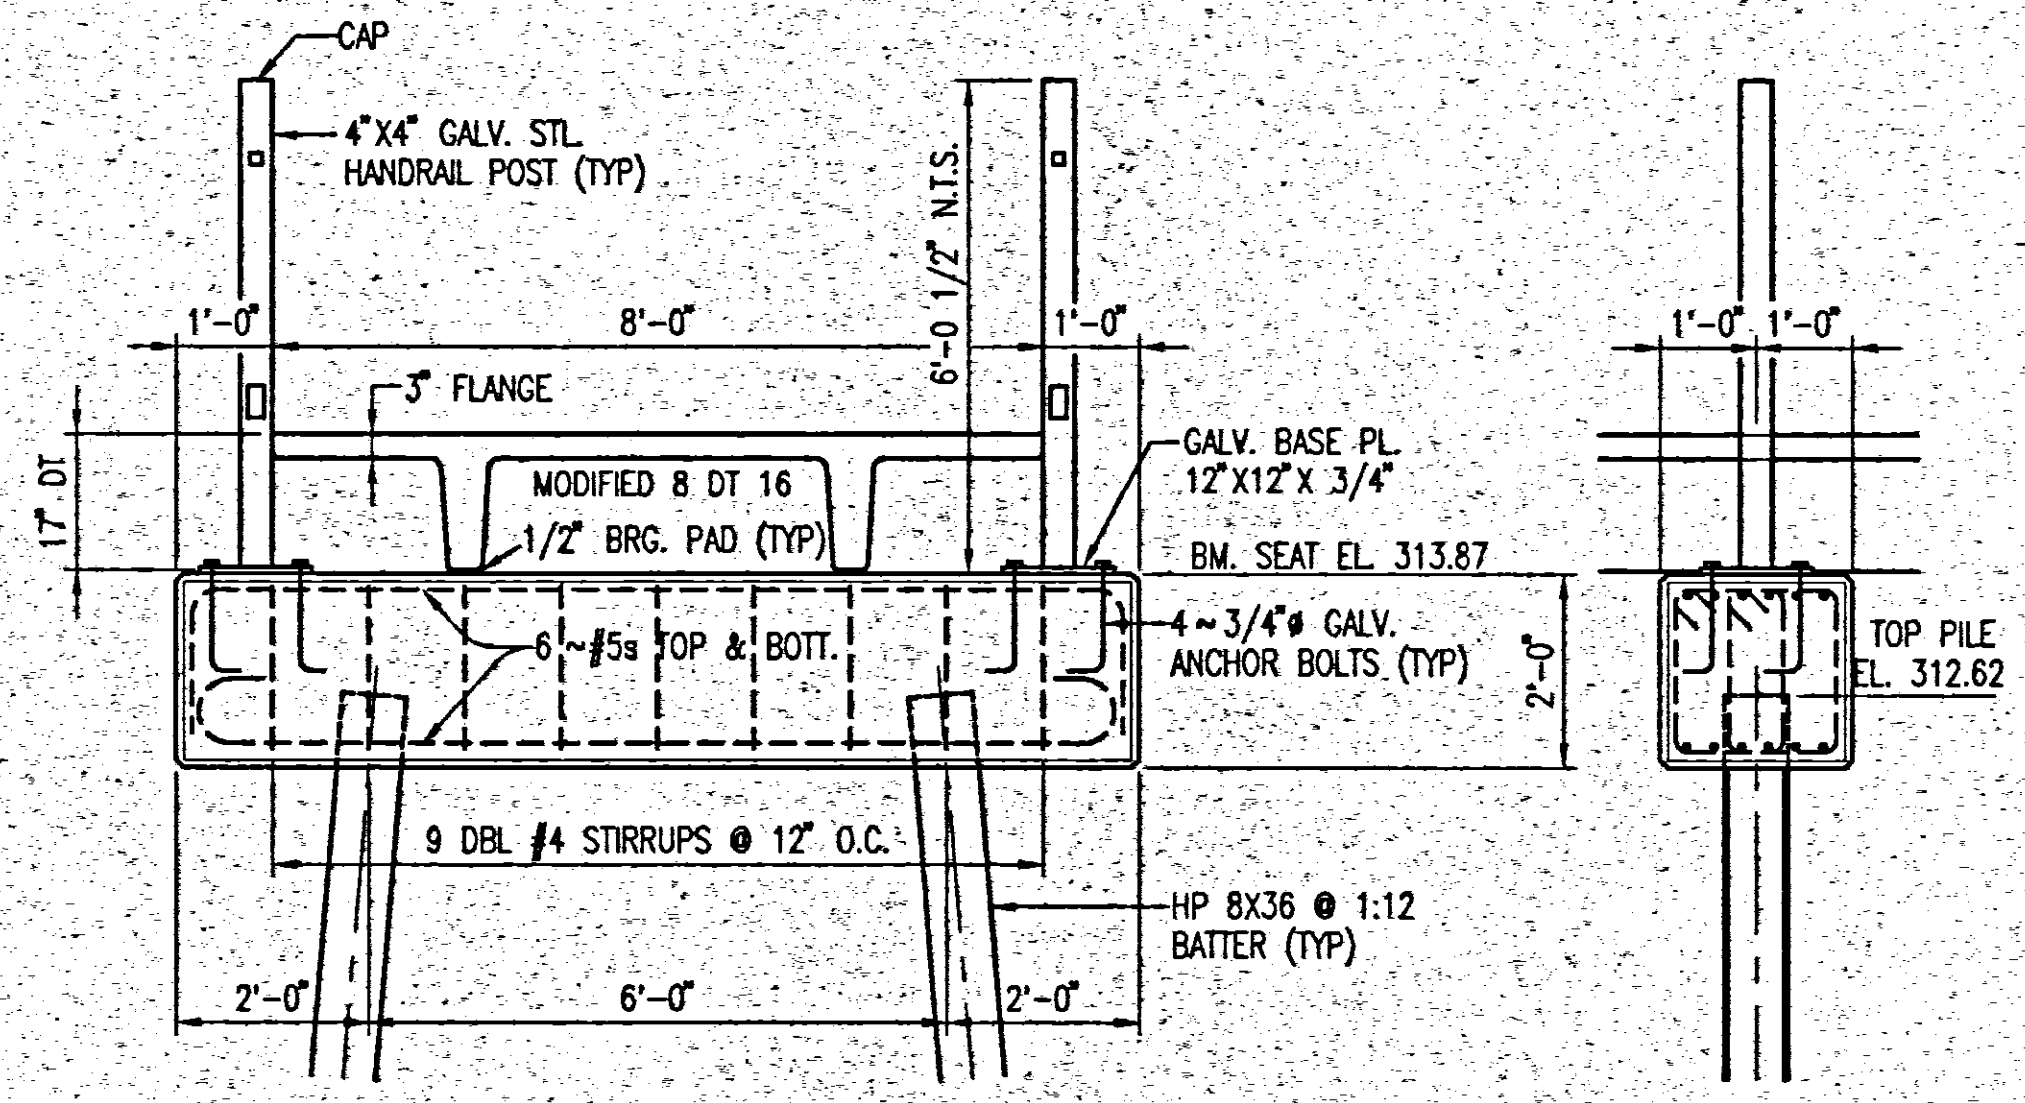 CAP
4"X4" GALV. STL.
HANDRAIL POST (TYP)
6'-0 1/2" N.T.S.
1'-0"
8'-0"
1'-0"
1'-0"
1'-0"
3" FLANGE
17" DT
MODIFIED 8 DT 16
1/2" BRG. PAD (TYP)
GALV. BASE PL.
12"X12"X 3/4"
BM. SEAT EL 313.87
6 ~#5s TOP & BOTT.
4 ~ 3/4"ø GALV.
ANCHOR BOLTS (TYP)
2'-0"
TOP PILE
EL. 312.62
9 DBL #4 STIRRUPS @ 12" O.C.
HP 8X36 @ 1:12
BATTER (TYP)
2'-0"
6'-0"
2'-0"